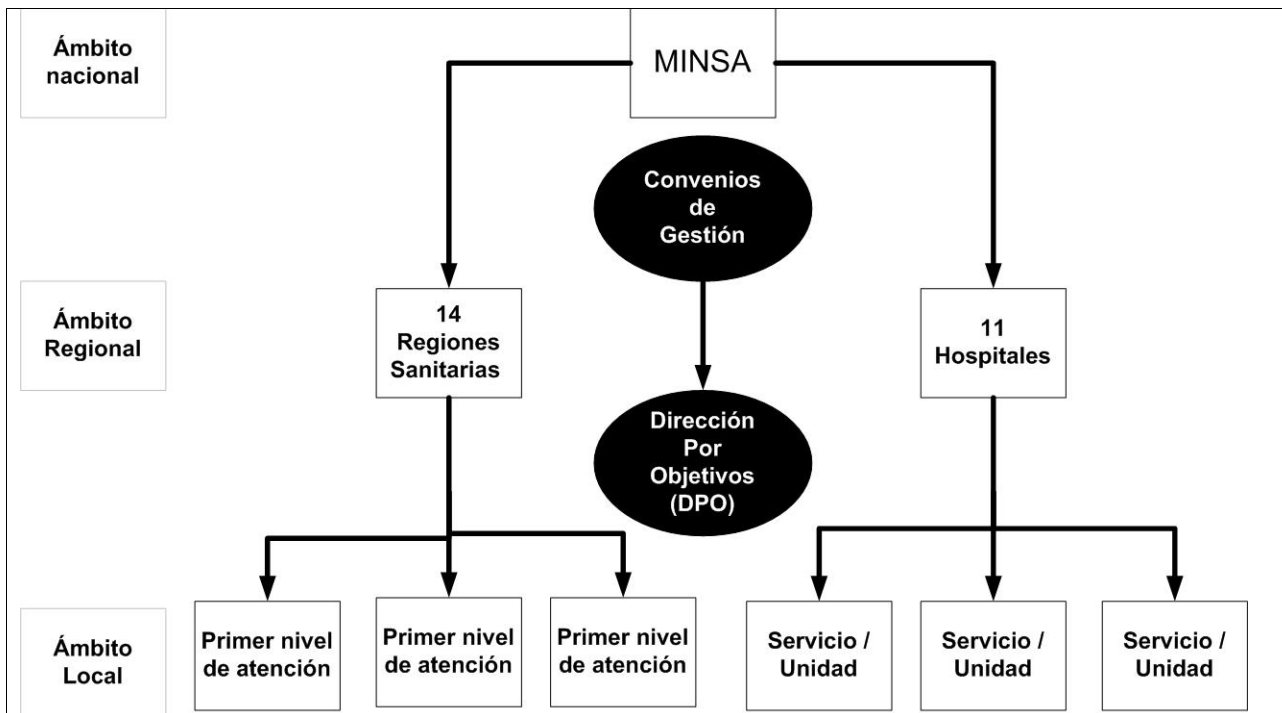 Ámbito
nacional
MINSA
Convenios
de
Gestión
Ámbito
Regional
14
Regiones
Sanitarias
11
Hospitales
Dirección
Por
Objetivos
(DPO)
Ámbito
Local
Primer nivel
de atención
Primer nivel
de atención
Primer nivel
de atención
Servicio /
Unidad
Servicio /
Unidad
Servicio /
Unidad